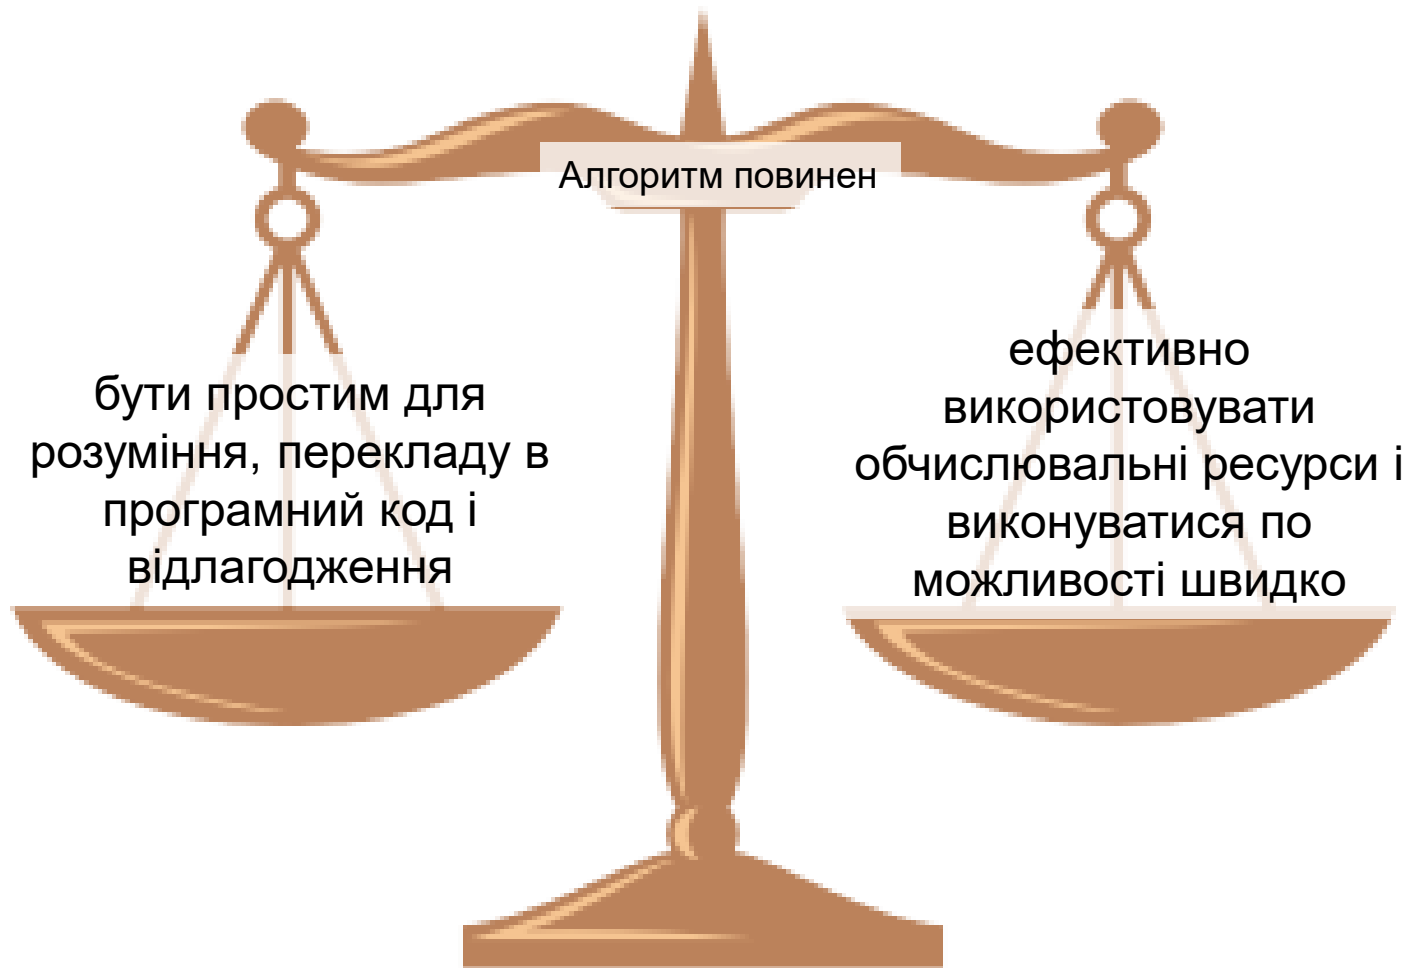 Алгоритм повинен
бути простим для
розуміння, перекладу в
програмний код і
відлагодження
ефективно
використовувати
обчислювальні ресурси і
виконуватися по
можливості швидко